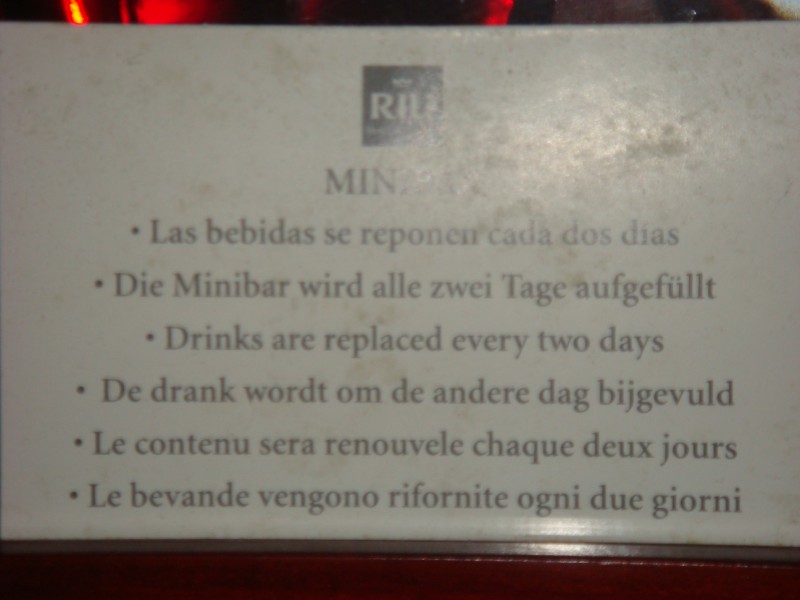 RIU
• Las bebidas se reponen cada dos días
• Die Minibar wird alle zwei Tage aufgefüllt
• Drinks are replaced every two days
• De drank wordt om de andere dag bijgevuld
• Le contenu sera renouvele chaque deux jours
• Le bevande vengono rifornite ogni due giorni